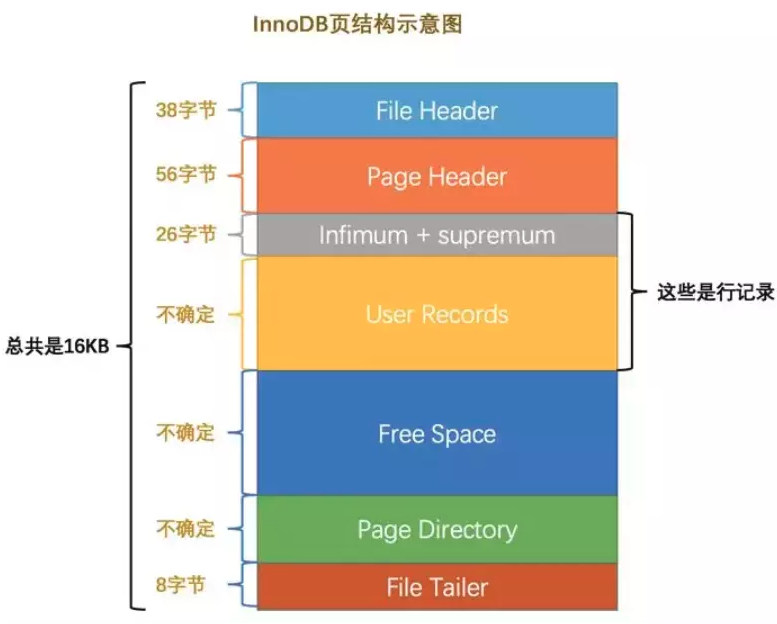 InnoDB页结构示意图
38字节
File Header
56字节
Page Header
26字节
Infimum + supremum
不确定
User Records
这些是行记录
总共是16KB
不确定
Free Space
不确定
Page Directory
8字节
File Tailer